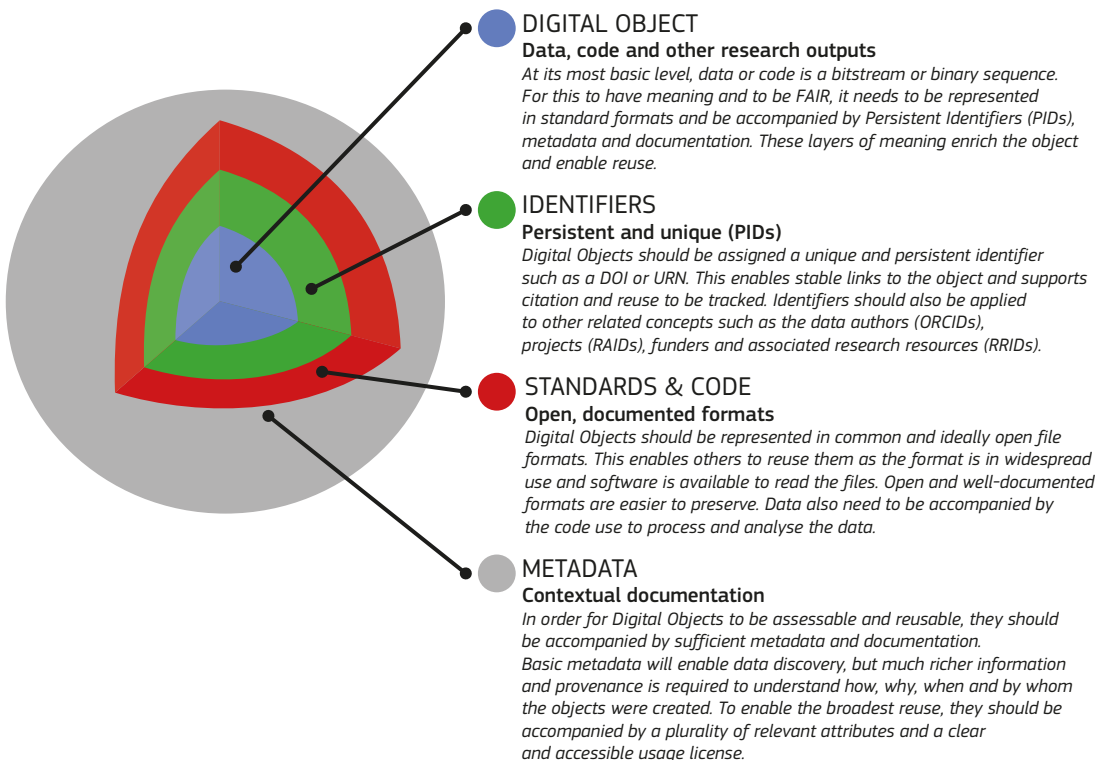 DIGITAL OBJECT
Data, code and other research outputs
At its most basic level, data or code is a bitstream or binary sequence.
For this to have meaning and to be FAIR, it needs to be represented
in standard formats and be accompanied by Persistent Identifiers (PIDs),
metadata and documentation. These layers of meaning enrich the object
and enable reuse.
IDENTIFIERS
Persistent and unique (PIDs)
Digital Objects should be assigned a unique and persistent identifier
such as a DOI or URN. This enables stable links to the object and supports
citation and reuse to be tracked. Identifiers should also be applied
to other related concepts such as the data authors (ORCIDs),
projects (RAIDs), funders and associated research resources (RRIDs).
STANDARDS & CODE
Open, documented formats
Digital Objects should be represented in common and ideally open file
formats. This enables others to reuse them as the format is in widespread
use and software is available to read the files. Open and well-documented
formats are easier to preserve. Data also need to be accompanied by
the code use to process and analyse the data.
METADATA
Contextual documentation
In order for Digital Objects to be assessable and reusable, they should
be accompanied by sufficient metadata and documentation.
Basic metadata will enable data discovery, but much richer information
and provenance is required to understand how, why, when and by whom
the objects were created. To enable the broadest reuse, they should be
accompanied by a plurality of relevant attributes and a clear
and accessible usage license.